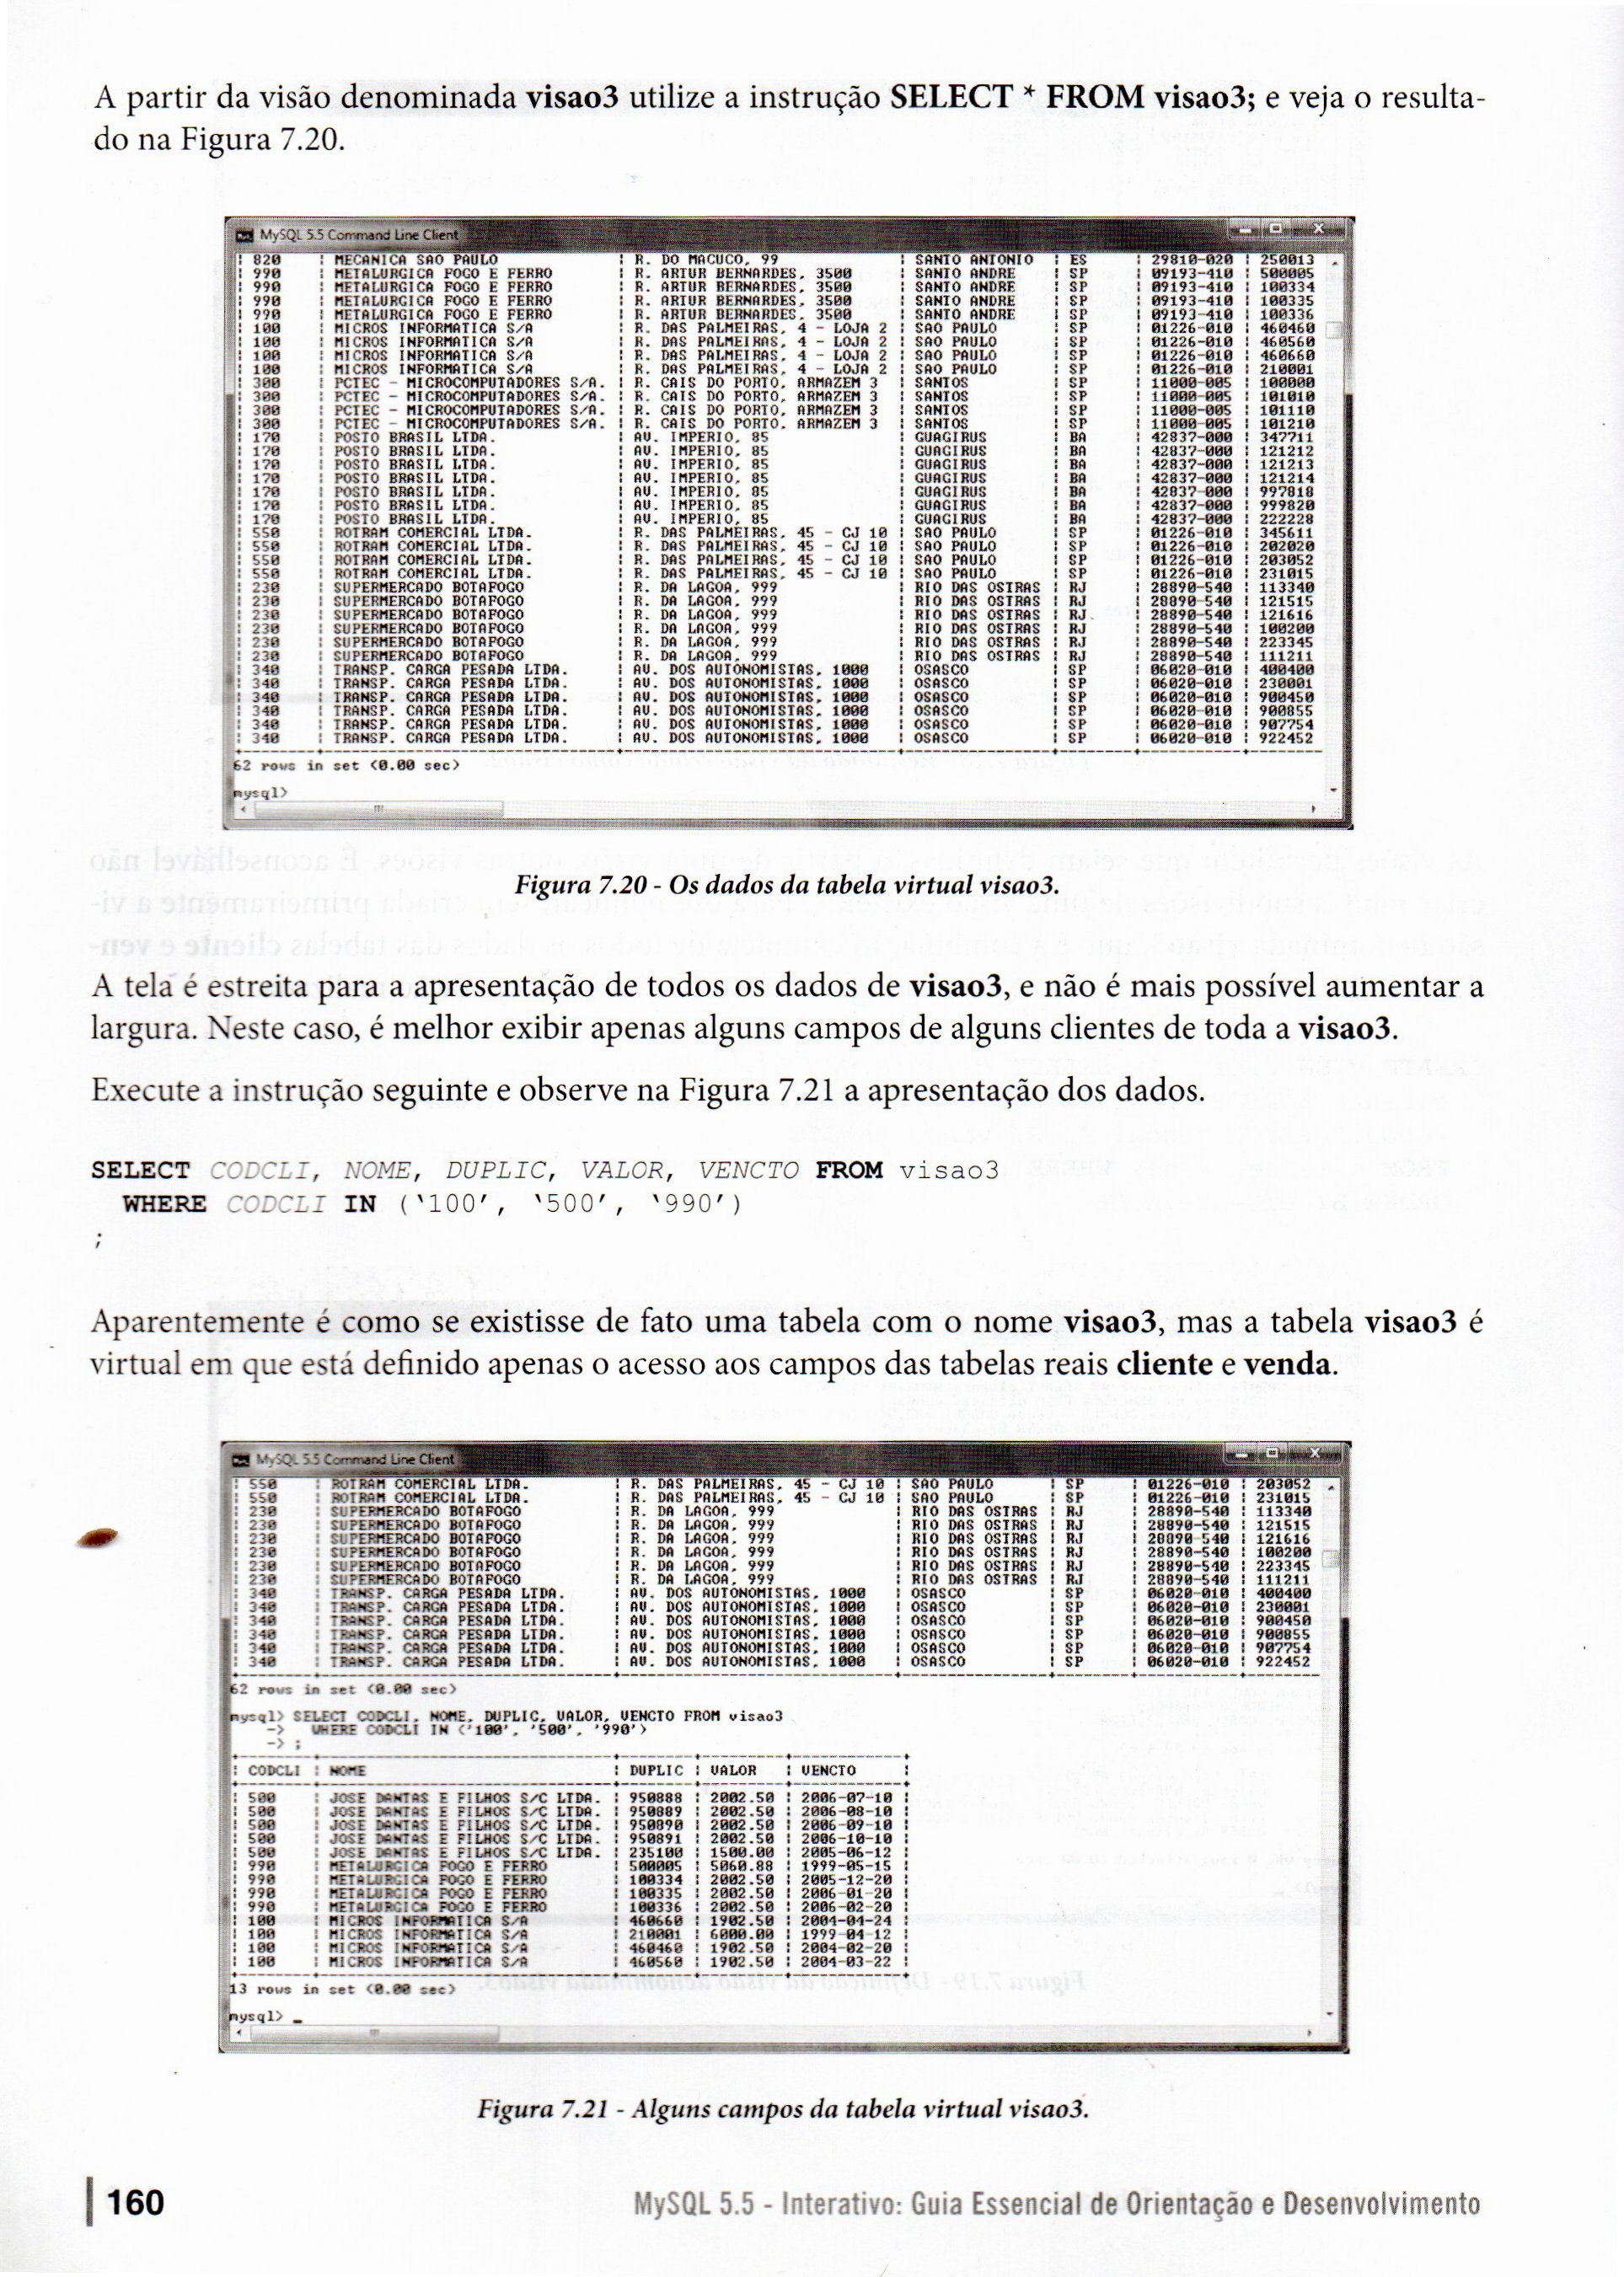 A partir da visão denominada visao3 utilize a instrução SELECT * FROM visao3; e veja o resulta-
do na Figura 7.20.
MySQL 5.5 Command Line Client
| 820 | MECANICA SAO PAULO | R. DO MACUCO, 99 | SANTO ANTONIO | ES | 29810-020 | 250013
| 990 | METALURGICA FOGO E FERRO | R. ARTUR BERNARDES, 3500 | SANTO ANDRE | SP | 09193-410 | 500005
| 990 | METALURGICA FOGO E FERRO | R. ARTUR BERNARDES, 3500 | SANTO ANDRE | SP | 09193-410 | 100334
| 990 | METALURGICA FOGO E FERRO | R. ARTUR BERNARDES, 3500 | SANTO ANDRE | SP | 09193-410 | 100335
| 990 | METALURGICA FOGO E FERRO | R. ARTUR BERNARDES, 3500 | SANTO ANDRE | SP | 09193-410 | 100336
| 100 | MICROS INFORMATICA S/A | R. DAS PALMEIRAS, 4 - LOJA 2 | SAO PAULO | SP | 01226-010 | 460460
| 100 | MICROS INFORMATICA S/A | R. DAS PALMEIRAS, 4 - LOJA 2 | SAO PAULO | SP | 01226-010 | 460560
| 100 | MICROS INFORMATICA S/A | R. DAS PALMEIRAS, 4 - LOJA 2 | SAO PAULO | SP | 01226-010 | 460660
| 100 | MICROS INFORMATICA S/A | R. DAS PALMEIRAS, 4 - LOJA 2 | SAO PAULO | SP | 01226-010 | 210001
| 300 | PCTEC - MICROCOMPUTADORES S/A. | R. CAIS DO PORTO, ARMAZEM 3 | SANTOS | SP | 11000-005 | 100000
| 300 | PCTEC - MICROCOMPUTADORES S/A. | R. CAIS DO PORTO, ARMAZEM 3 | SANTOS | SP | 11000-005 | 101010
| 300 | PCTEC - MICROCOMPUTADORES S/A. | R. CAIS DO PORTO, ARMAZEM 3 | SANTOS | SP | 11000-005 | 101110
| 300 | PCTEC - MICROCOMPUTADORES S/A. | R. CAIS DO PORTO, ARMAZEM 3 | SANTOS | SP | 11000-005 | 101210
| 170 | POSTO BRASIL LTDA. | AV. IMPERIO, 85 | GUAGIRUS | BA | 42837-000 | 347711
| 170 | POSTO BRASIL LTDA. | AV. IMPERIO, 85 | GUAGIRUS | BA | 42837-000 | 121212
| 170 | POSTO BRASIL LTDA. | AV. IMPERIO, 85 | GUAGIRUS | BA | 42837-000 | 121213
| 170 | POSTO BRASIL LTDA. | AV. IMPERIO, 85 | GUAGIRUS | BA | 42837-000 | 121214
| 170 | POSTO BRASIL LTDA. | AV. IMPERIO, 85 | GUAGIRUS | BA | 42837-000 | 997818
| 170 | POSTO BRASIL LTDA. | AV. IMPERIO, 85 | GUAGIRUS | BA | 42837-000 | 999820
| 170 | POSTO BRASIL LTDA. | AV. IMPERIO, 85 | GUAGIRUS | BA | 42837-000 | 222228
| 550 | ROTRAM COMERCIAL LTDA. | R. DAS PALMEIRAS, 45 - CJ 10 | SAO PAULO | SP | 01226-010 | 345611
| 550 | ROTRAM COMERCIAL LTDA. | R. DAS PALMEIRAS, 45 - CJ 10 | SAO PAULO | SP | 01226-010 | 202020
| 550 | ROTRAM COMERCIAL LTDA. | R. DAS PALMEIRAS, 45 - CJ 10 | SAO PAULO | SP | 01226-010 | 203052
| 550 | ROTRAM COMERCIAL LTDA. | R. DAS PALMEIRAS, 45 - CJ 10 | SAO PAULO | SP | 01226-010 | 231015
| 230 | SUPERMERCADO BOTAFOGO | R. DA LAGOA, 999 | RIO DAS OSTRAS | RJ | 28890-540 | 113340
| 230 | SUPERMERCADO BOTAFOGO | R. DA LAGOA, 999 | RIO DAS OSTRAS | RJ | 28890-540 | 121515
| 230 | SUPERMERCADO BOTAFOGO | R. DA LAGOA, 999 | RIO DAS OSTRAS | RJ | 28890-540 | 121616
| 230 | SUPERMERCADO BOTAFOGO | R. DA LAGOA, 999 | RIO DAS OSTRAS | RJ | 28890-540 | 100200
| 230 | SUPERMERCADO BOTAFOGO | R. DA LAGOA, 999 | RIO DAS OSTRAS | RJ | 28890-540 | 223345
| 230 | SUPERMERCADO BOTAFOGO | R. DA LAGOA, 999 | RIO DAS OSTRAS | RJ | 28890-540 | 111211
| 340 | TRANSP. CARGA PESADA LTDA. | AV. DOS AUTONOMISTAS, 1000 | OSASCO | SP | 06020-010 | 400400
| 340 | TRANSP. CARGA PESADA LTDA. | AV. DOS AUTONOMISTAS, 1000 | OSASCO | SP | 06020-010 | 230001
| 340 | TRANSP. CARGA PESADA LTDA. | AV. DOS AUTONOMISTAS, 1000 | OSASCO | SP | 06020-010 | 900450
| 340 | TRANSP. CARGA PESADA LTDA. | AV. DOS AUTONOMISTAS, 1000 | OSASCO | SP | 06020-010 | 900855
| 340 | TRANSP. CARGA PESADA LTDA. | AV. DOS AUTONOMISTAS, 1000 | OSASCO | SP | 06020-010 | 907754
| 340 | TRANSP. CARGA PESADA LTDA. | AV. DOS AUTONOMISTAS, 1000 | OSASCO | SP | 06020-010 | 922452
62 rows in set (0.00 sec)
mysql>
Figura 7.20 - Os dados da tabela virtual visao3.
A tela é estreita para a apresentação de todos os dados de visao3, e não é mais possível aumentar a
largura. Neste caso, é melhor exibir apenas alguns campos de alguns clientes de toda a visao3.
Execute a instrução seguinte e observe na Figura 7.21 a apresentação dos dados.
SELECT CODCLI, NOME, DUPLIC, VALOR, VENCTO FROM visao3
WHERE CODCLI IN (‘100’, ‘500’, ‘990’)
;
Aparentemente é como se existisse de fato uma tabela com o nome visao3, mas a tabela visao3 é
virtual em que está definido apenas o acesso aos campos das tabelas reais cliente e venda.
MySQL 5.5 Command Line Client
| 550 | ROTRAM COMERCIAL LTDA. | R. DAS PALMEIRAS, 45 - CJ 10 | SAO PAULO | SP | 01226-010 | 203052
| 550 | ROTRAM COMERCIAL LTDA. | R. DAS PALMEIRAS, 45 - CJ 10 | SAO PAULO | SP | 01226-010 | 231015
| 230 | SUPERMERCADO BOTAFOGO | R. DA LAGOA, 999 | RIO DAS OSTRAS | RJ | 28890-540 | 113340
| 230 | SUPERMERCADO BOTAFOGO | R. DA LAGOA, 999 | RIO DAS OSTRAS | RJ | 28890-540 | 121515
| 230 | SUPERMERCADO BOTAFOGO | R. DA LAGOA, 999 | RIO DAS OSTRAS | RJ | 28890-540 | 121616
| 230 | SUPERMERCADO BOTAFOGO | R. DA LAGOA, 999 | RIO DAS OSTRAS | RJ | 28890-540 | 100200
| 230 | SUPERMERCADO BOTAFOGO | R. DA LAGOA, 999 | RIO DAS OSTRAS | RJ | 28890-540 | 223345
| 230 | SUPERMERCADO BOTAFOGO | R. DA LAGOA, 999 | RIO DAS OSTRAS | RJ | 28890-540 | 111211
| 340 | TRANSP. CARGA PESADA LTDA. | AV. DOS AUTONOMISTAS, 1000 | OSASCO | SP | 06020-010 | 400400
| 340 | TRANSP. CARGA PESADA LTDA. | AV. DOS AUTONOMISTAS, 1000 | OSASCO | SP | 06020-010 | 230001
| 340 | TRANSP. CARGA PESADA LTDA. | AV. DOS AUTONOMISTAS, 1000 | OSASCO | SP | 06020-010 | 900450
| 340 | TRANSP. CARGA PESADA LTDA. | AV. DOS AUTONOMISTAS, 1000 | OSASCO | SP | 06020-010 | 900855
| 340 | TRANSP. CARGA PESADA LTDA. | AV. DOS AUTONOMISTAS, 1000 | OSASCO | SP | 06020-010 | 907754
| 340 | TRANSP. CARGA PESADA LTDA. | AV. DOS AUTONOMISTAS, 1000 | OSASCO | SP | 06020-010 | 922452
62 rows in set (0.00 sec)
mysql> SELECT CODCLI, NOME, DUPLIC, VALOR, VENCTO FROM visao3
-> WHERE CODCLI IN ('100', '500', '990')
-> ;
| CODCLI | NOME | DUPLIC | VALOR | VENCTO |
| 500 | JOSE DANTAS E FILHOS S/C LTDA. | 950888 | 2002.50 | 2006-07-10 |
| 500 | JOSE DANTAS E FILHOS S/C LTDA. | 950889 | 2002.50 | 2006-08-10 |
| 500 | JOSE DANTAS E FILHOS S/C LTDA. | 950890 | 2002.50 | 2006-09-10 |
| 500 | JOSE DANTAS E FILHOS S/C LTDA. | 950891 | 2002.50 | 2006-10-10 |
| 500 | JOSE DANTAS E FILHOS S/C LTDA. | 235100 | 1500.00 | 2005-06-12 |
| 990 | METALURGICA FOGO E FERRO | 500005 | 5060.88 | 1999-05-15 |
| 990 | METALURGICA FOGO E FERRO | 100334 | 2002.50 | 2005-12-20 |
| 990 | METALURGICA FOGO E FERRO | 100335 | 2002.50 | 2006-01-20 |
| 990 | METALURGICA FOGO E FERRO | 100336 | 2002.50 | 2006-02-20 |
| 100 | MICROS INFORMATICA S/A | 460660 | 1902.50 | 2004-04-24 |
| 100 | MICROS INFORMATICA S/A | 210001 | 6000.00 | 1999-04-12 |
| 100 | MICROS INFORMATICA S/A | 460460 | 1902.50 | 2004-02-20 |
| 100 | MICROS INFORMATICA S/A | 460560 | 1902.50 | 2004-03-22 |
13 rows in set (0.00 sec)
mysql> _
Figura 7.21 - Alguns campos da tabela virtual visao3.
160 MySQL 5.5 - Interativo: Guia Essencial de Orientação e Desenvolvimento